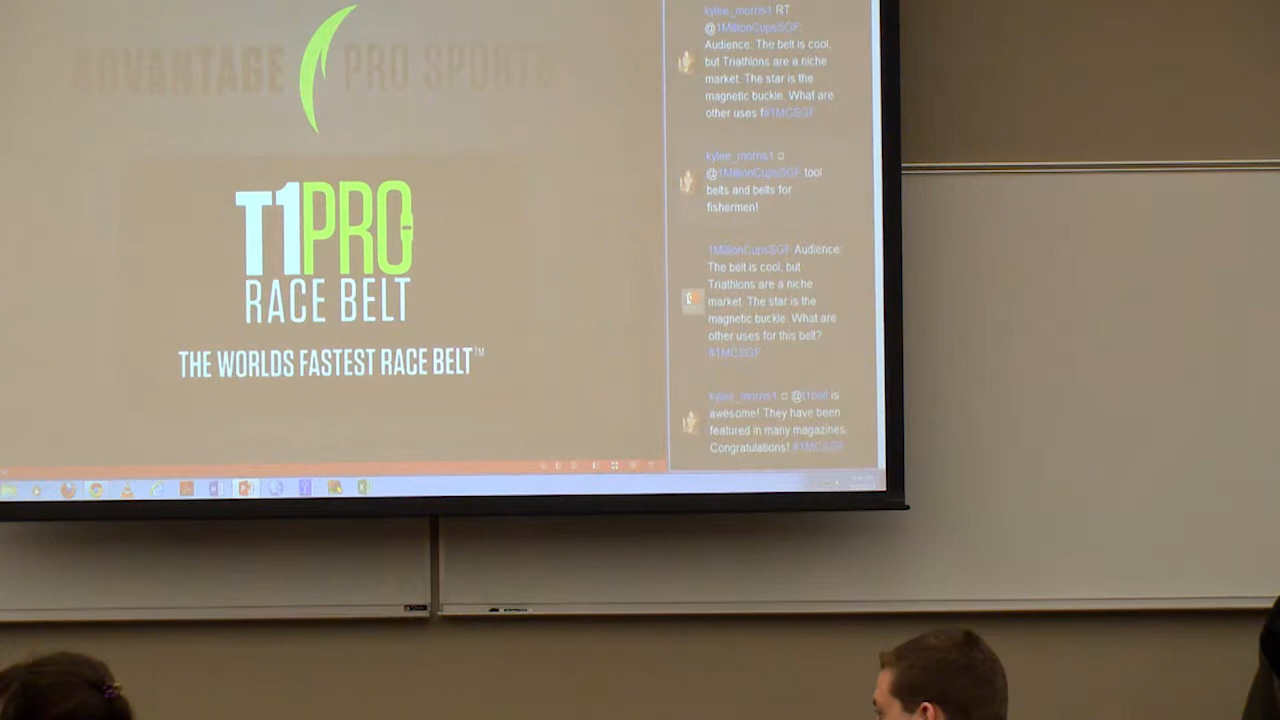 ADVANTAGE PRO SPORTS
T1PRO
RACE BELT
THE WORLDS FASTEST RACE BELT™
kylee_morris1 RT
@1MillionCupsSGF:
Audience: The belt is cool,
but Triathlons are a niche
market. The star is the
magnetic buckle. What are
other uses f#1MCSGF
kylee_morris1 □
@1MillionCupsSGF tool
belts and belts for
fishermen!
1MillionCupsSGF Audience:
The belt is cool, but
Triathlons are a niche
market. The star is the
magnetic buckle. What are
other uses for this belt?
#1MCSGF
kylee_morris1 □ @t1belt is
awesome! They have been
featured in many magazines.
Congratulations! #1MCSGF